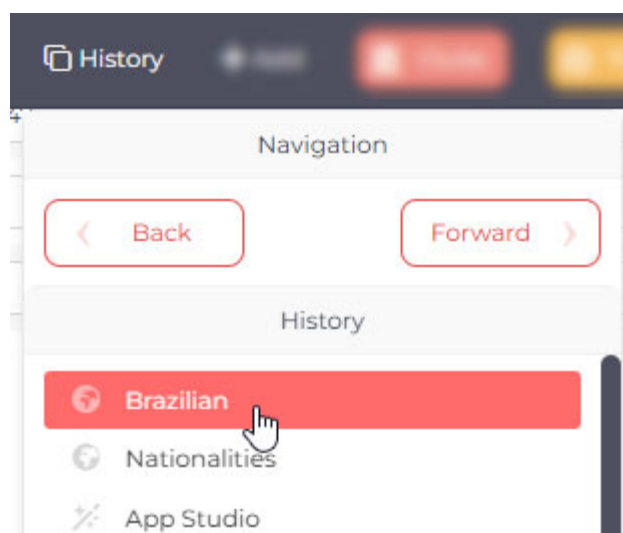 History
Navigation
Back Forward
History
Brazilian
Nationalities
App Studio